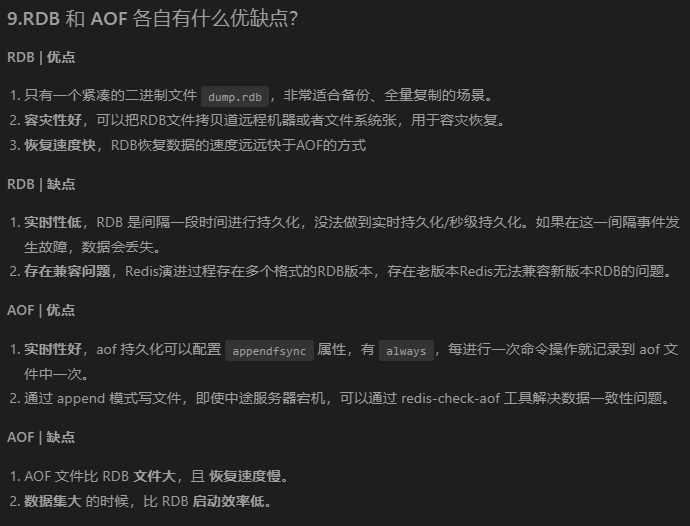 9.RDB 和 AOF 各自有什么优缺点？
RDB | 优点
1. 只有一个紧凑的二进制文件 dump.rdb，非常适合备份、全量复制的场景。
2. 容灾性好，可以把RDB文件拷贝道远程机器或者文件系统张，用于容灾恢复。
3. 恢复速度快，RDB恢复数据的速度远远快于AOF的方式
RDB | 缺点
1. 实时性低，RDB 是间隔一段时间进行持久化，没法做到实时持久化/秒级持久化。如果在这一间隔事件发
生故障，数据会丢失。
2. 存在兼容问题，Redis演进过程存在多个格式的RDB版本，存在老版本Redis无法兼容新版本RDB的问题。
AOF | 优点
1. 实时性好，aof 持久化可以配置 appendfsync 属性，有 always，每进行一次命令操作就记录到 aof 文
件中一次。
2. 通过 append 模式写文件，即使中途服务器宕机，可以通过 redis-check-aof 工具解决数据一致性问题。
AOF | 缺点
1. AOF 文件比 RDB 文件大，且 恢复速度慢。
2. 数据集大 的时候，比 RDB 启动效率低。